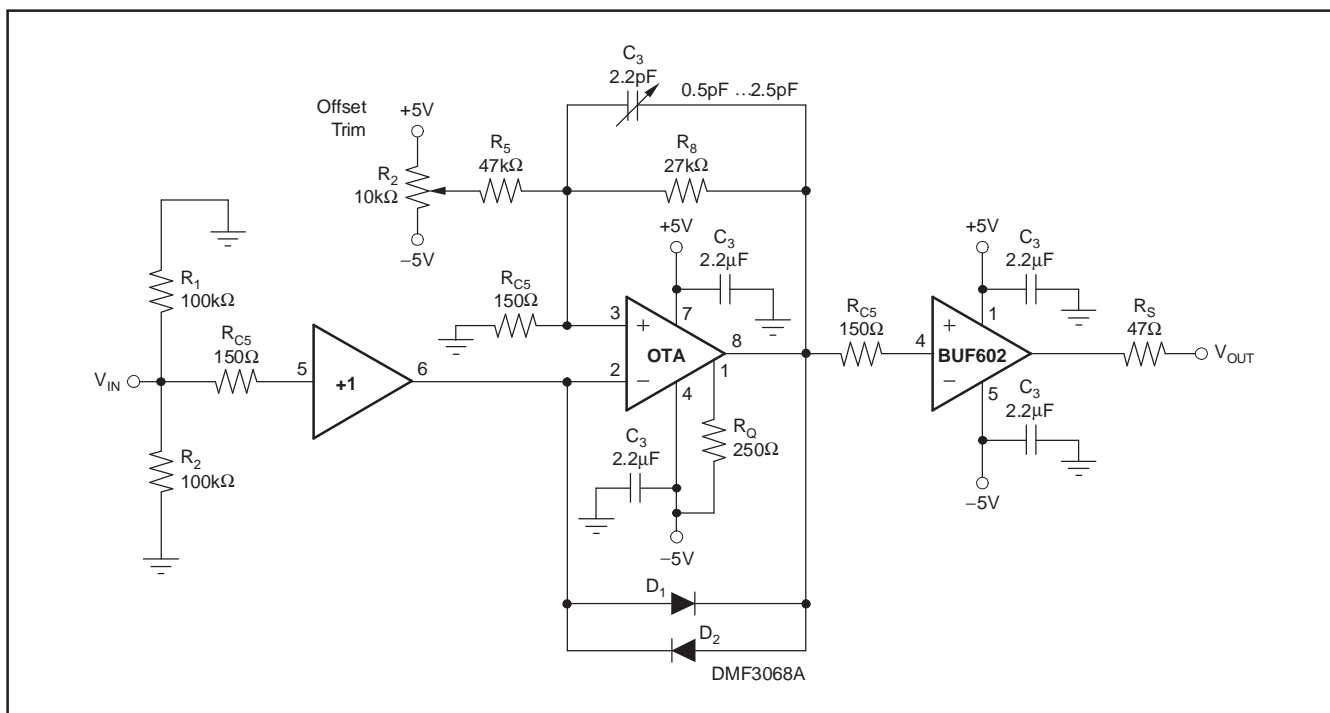 C3
2.2pF
0.5pF ...2.5pF
Offset
Trim
+5V
R2
10kΩ
−5V
R5
47kΩ
R8
27kΩ
R1
100kΩ
RC5
150Ω
VIN
R2
100kΩ
5
+1
6
RC5
150Ω
3
+
2
−
OTA
+5V
7
C3
2.2µF
8
1
4
RQ
250Ω
C3
2.2µF
−5V
RC5
150Ω
4
+
−
BUF602
+5V
1
C3
2.2µF
5
C3
2.2µF
−5V
RS
47Ω
VOUT
D1
D2
DMF3068A